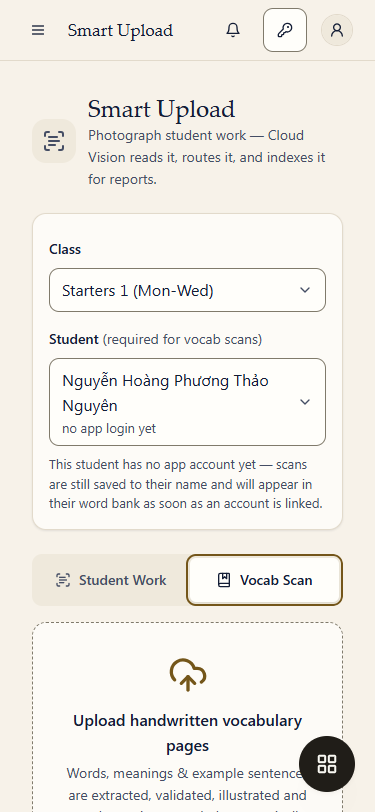 Smart Upload
Smart Upload
Photograph student work — Cloud
Vision reads it, routes it, and indexes it
for reports.
Class
Starters 1 (Mon-Wed)
Student (required for vocab scans)
Nguyễn Hoàng Phương Thảo
Nguyên
no app login yet
This student has no app account yet — scans
are still saved to their name and will appear in
their word bank as soon as an account is linked.
Student Work
Vocab Scan
Upload handwritten vocabulary
pages
Words, meanings & example sentence
are extracted, validated, illustrated and